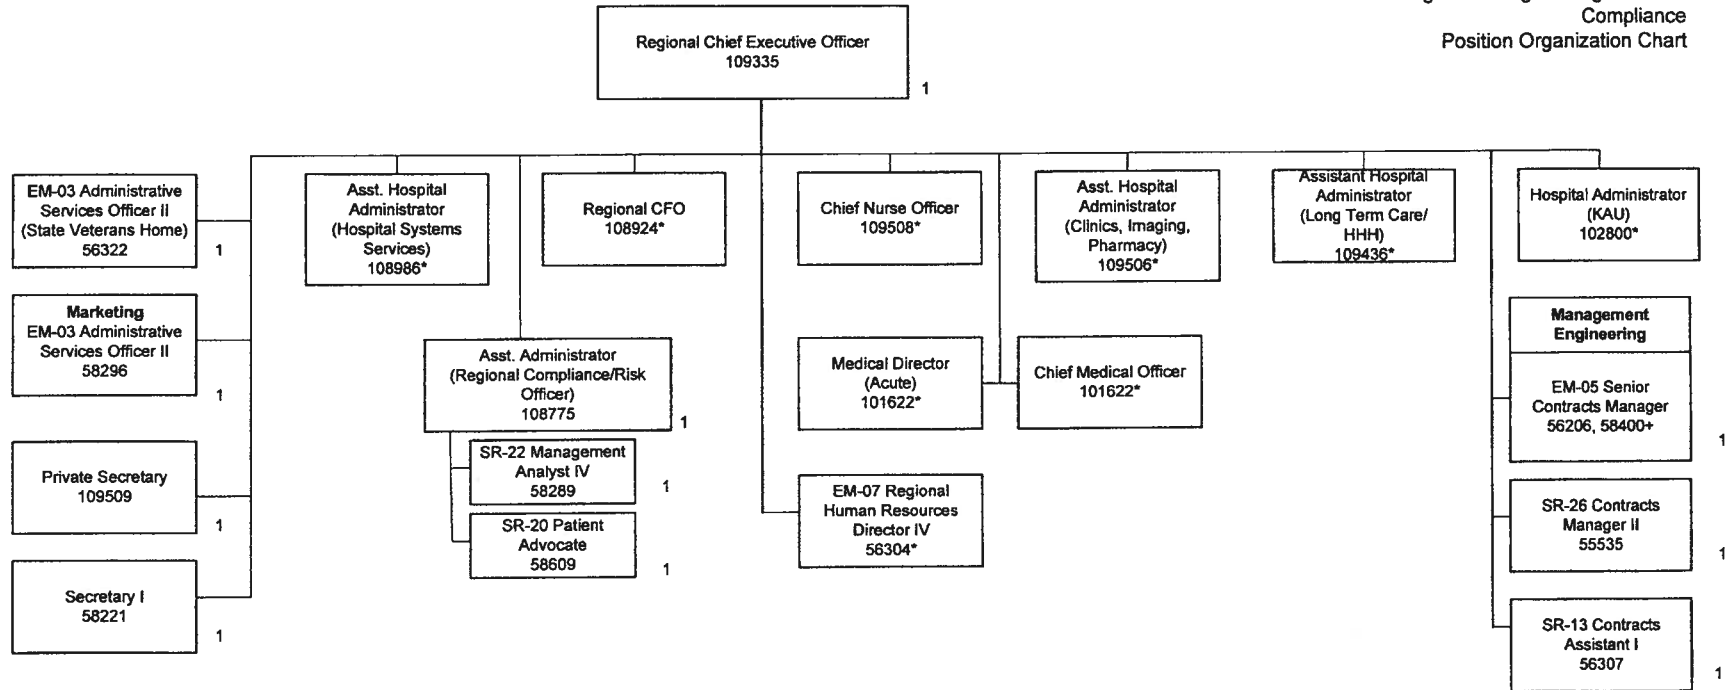 Compliance
Position Organization Chart
Regional Chief Executive Officer
109335
1
EM-03 Administrative
Services Officer II
(State Veterans Home)
56322
1
Marketing
EM-03 Administrative
Services Officer II
58296
1
Private Secretary
109509
1
Secretary I
58221
1
Asst. Hospital
Administrator
(Hospital Systems
Services)
108986*
Regional CFO
108924*
Asst. Administrator
(Regional Compliance/Risk
Officer)
108775
1
SR-22 Management
Analyst IV
58289
1
SR-20 Patient
Advocate
58609
1
Chief Nurse Officer
109508*
Medical Director
(Acute)
101622*
Chief Medical Officer
101622*
EM-07 Regional
Human Resources
Director IV
56304*
Asst. Hospital
Administrator
(Clinics, Imaging,
Pharmacy)
109506*
Assistant Hospital
Administrator
(Long Term Care/
HHH)
109436*
Hospital Administrator
(KAU)
102800*
Management
Engineering
EM-05 Senior
Contracts Manager
56206, 58400+
1
SR-26 Contracts
Manager II
55535
1
SR-13 Contracts
Assistant I
56307
1